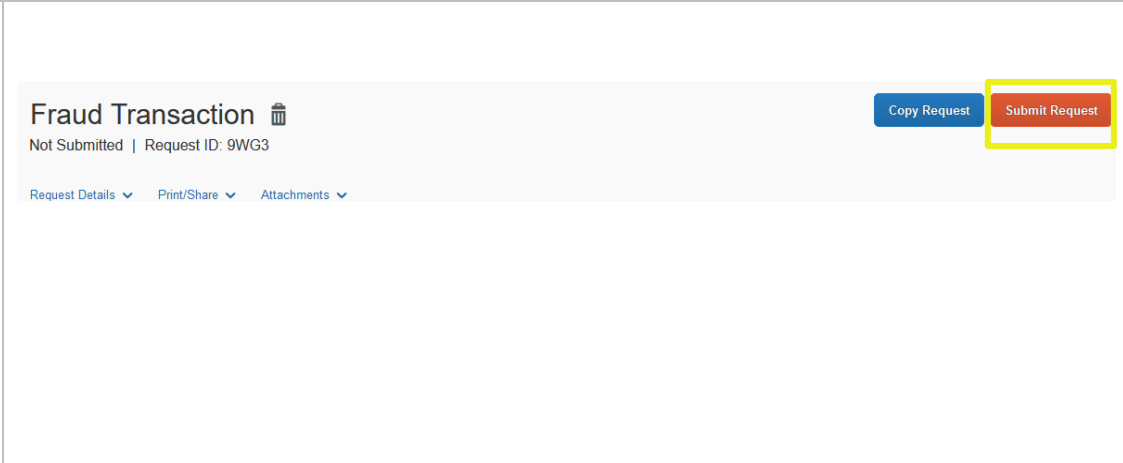 Fraud Transaction
Copy Request
Submit Request
Not Submitted | Request ID: 9WG3
Request Details
Print/Share
Attachments